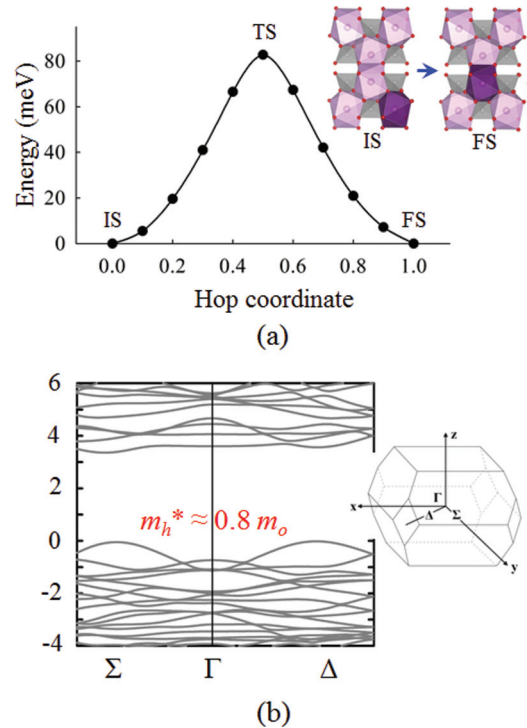 TS
80
60
40
20
0
Energy (meV)
IS
FS
IS
FS
0.0 0.2 0.4 0.6 0.8 1.0
Hop coordinate
(a)
6
4
2
0
-2
-4
m_h* ≈ 0.8 m_o
Σ Γ Δ
z
Γ
x
Δ Σ
y
(b)